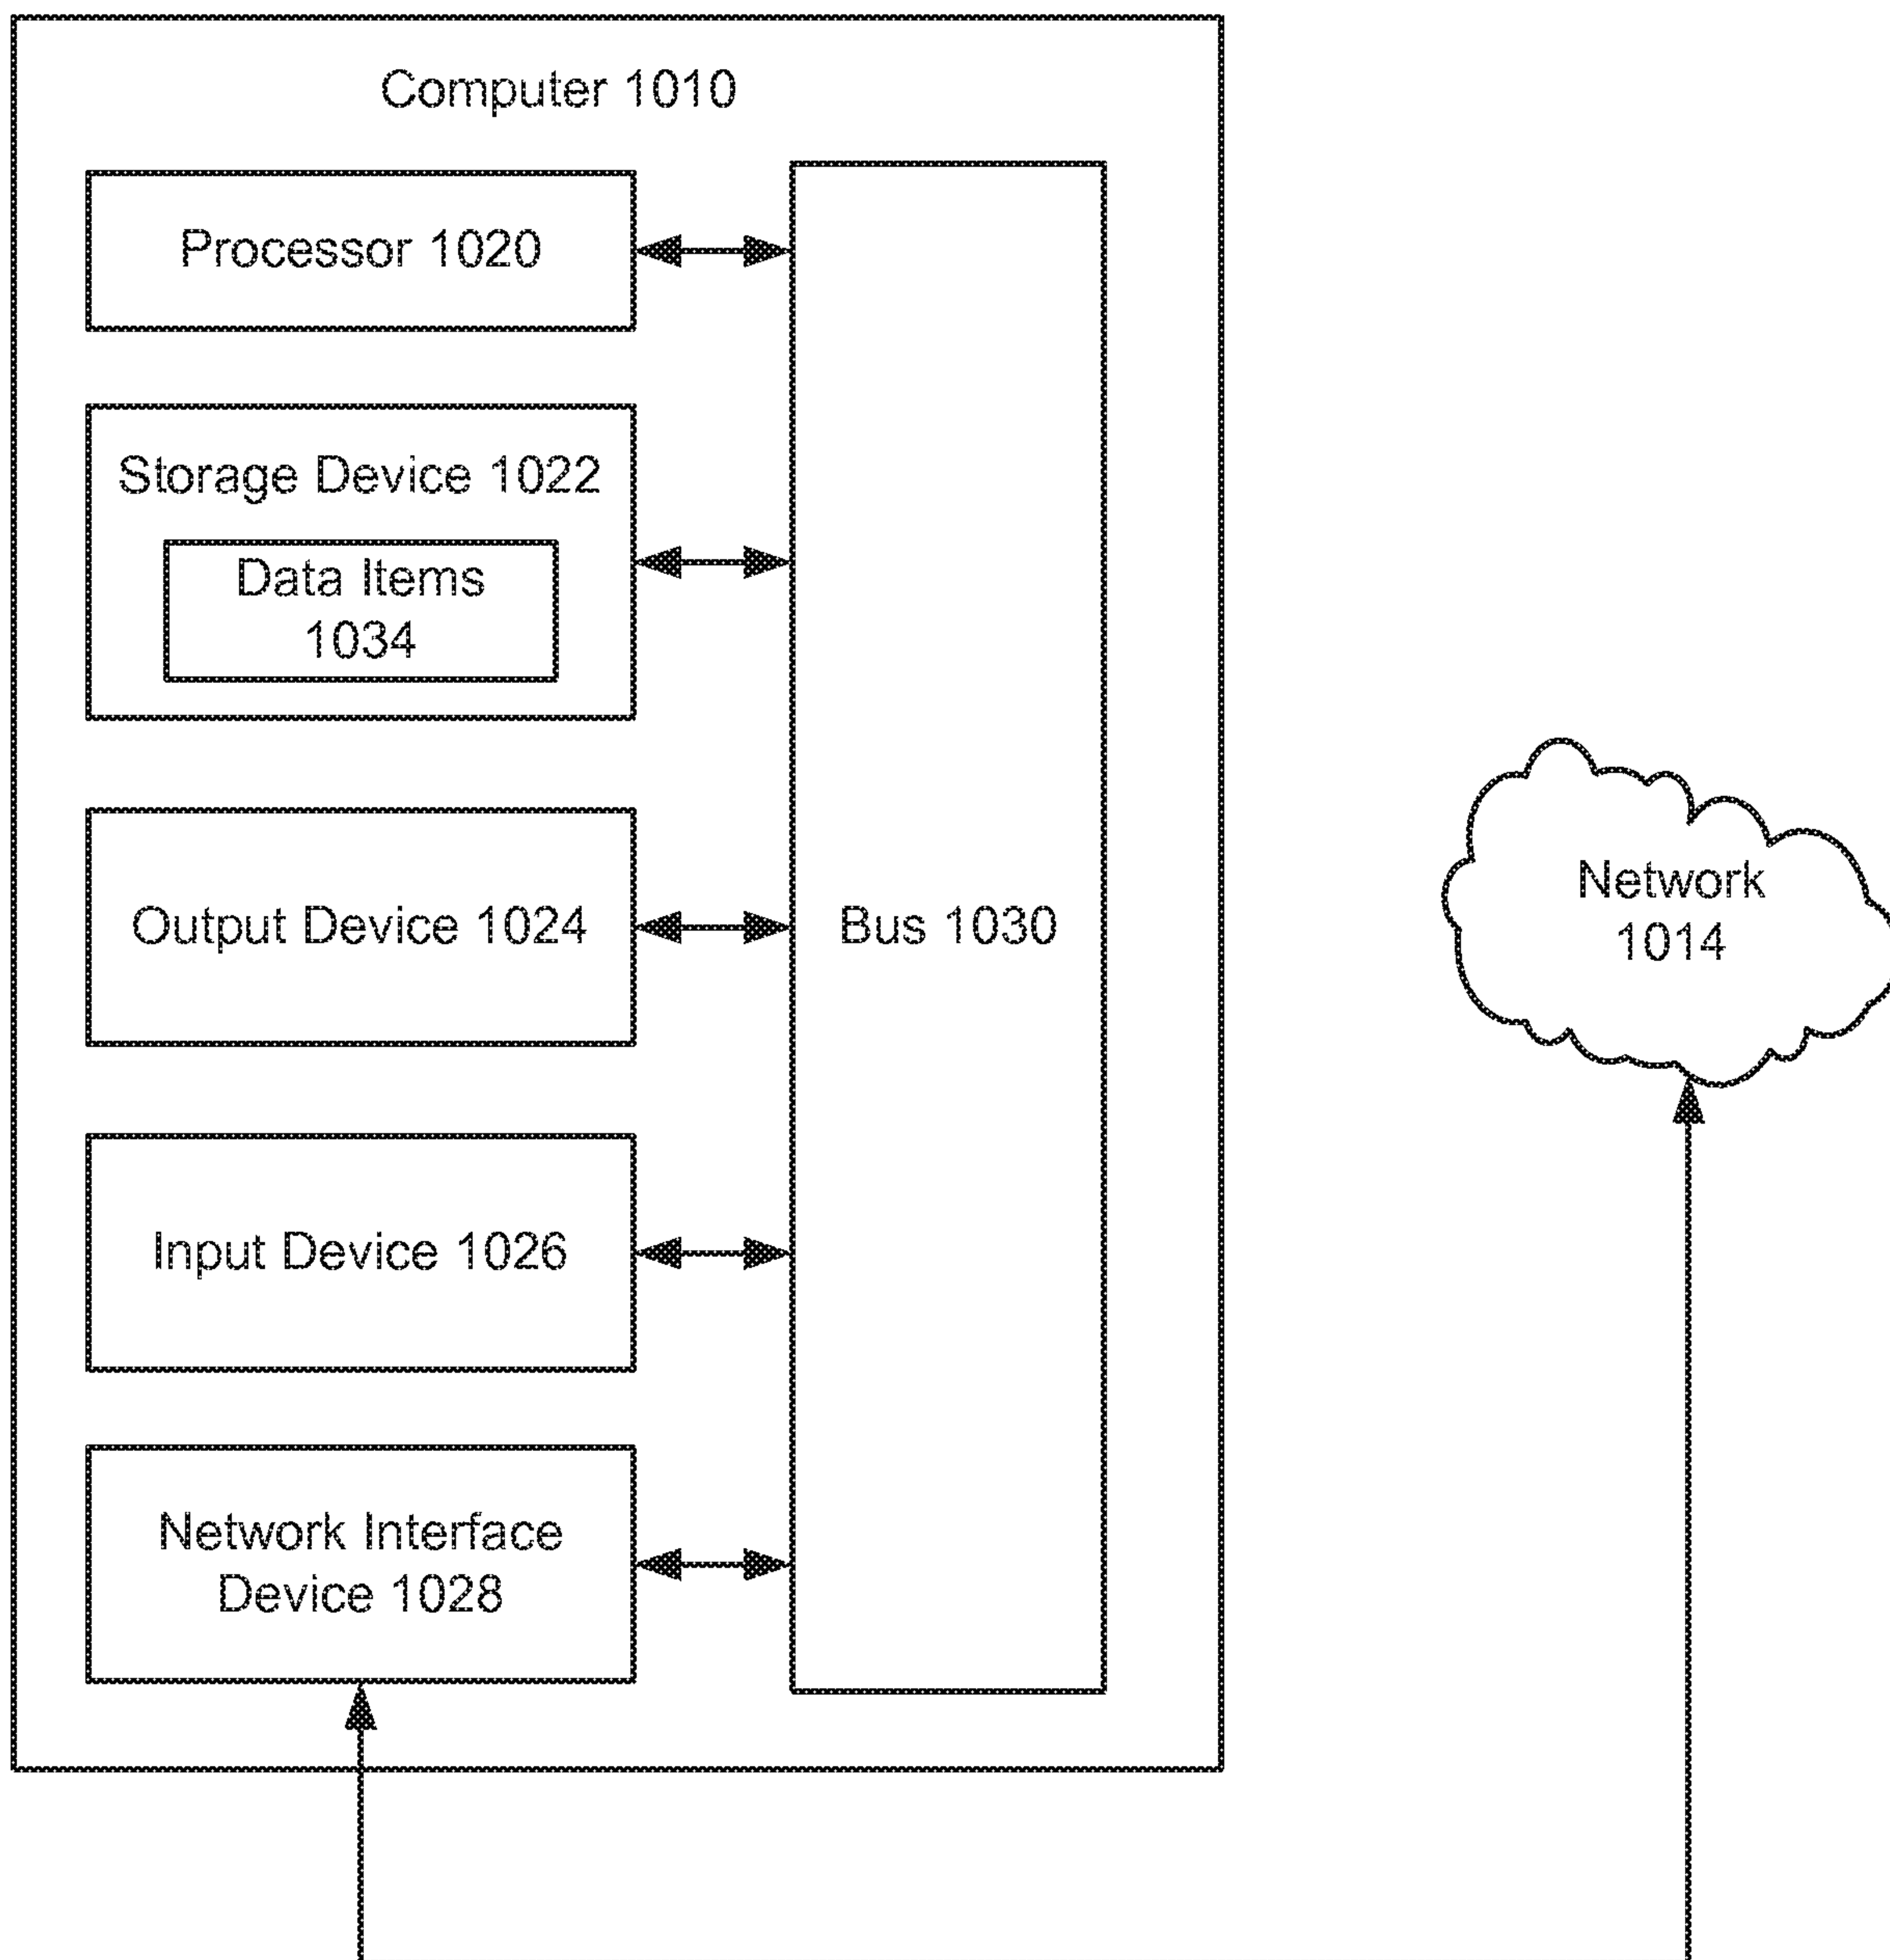 Computer 1010
Processor 1020
Storage Device 1022
Data Items
1034
Output Device 1024
Bus 1030
Input Device 1026
Network Interface
Device 1028
Network
1014